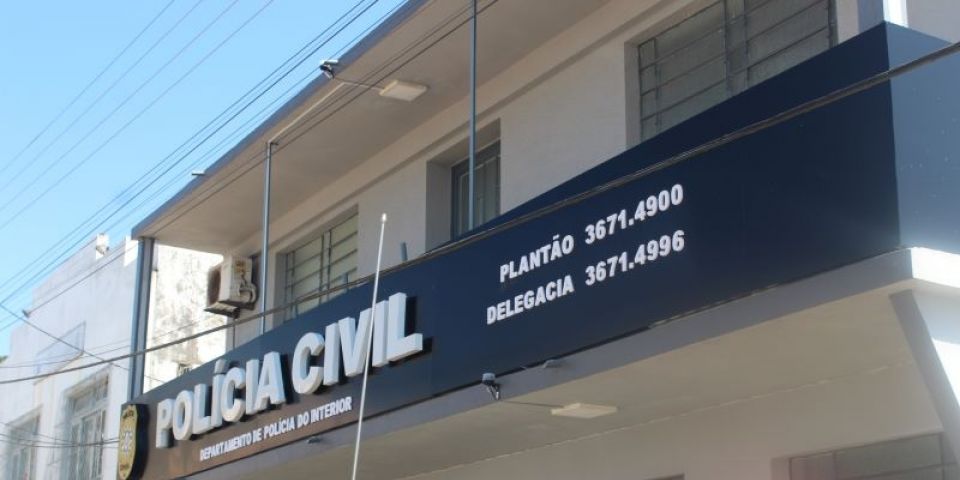 POLÍCIA CIVIL
DEPARTAMENTO DE POLÍCIA DO INTERIOR
PLANTÃO 3671.4900
DELEGACIA 3671.4996